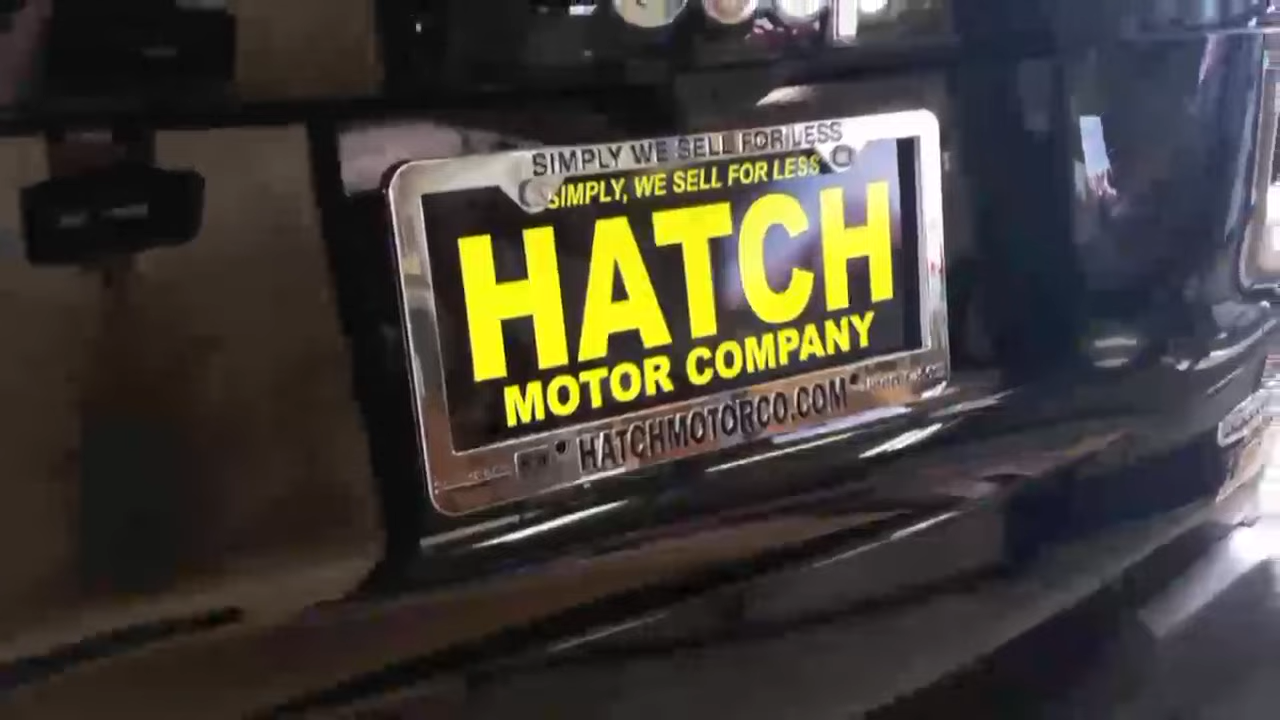 SIMPLY WE SELL FOR LESS
SIMPLY, WE SELL FOR LESS
HATCH
MOTOR COMPANY
HATCHMOTORCO.COM